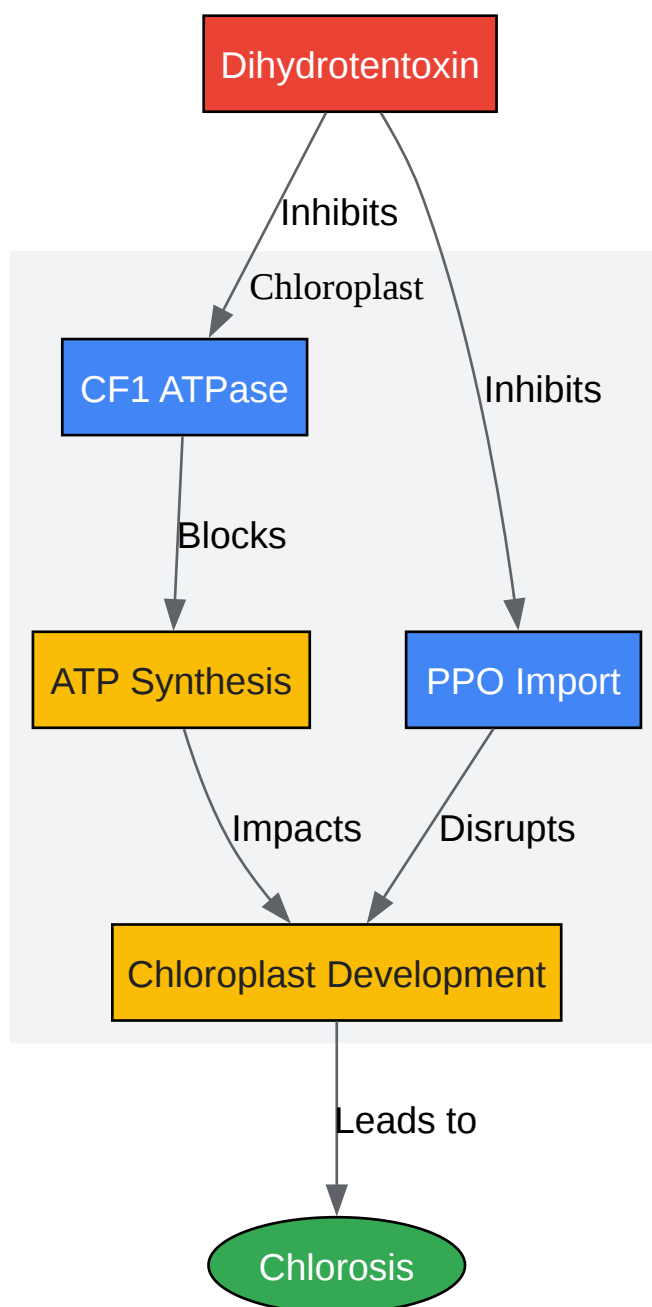 Dihydrotentoxin
Inhibits
Chloroplast
CF1 ATPase
Inhibits
Blocks
ATP Synthesis
PPO Import
Impacts
Disrupts
Chloroplast Development
Leads to
Chlorosis